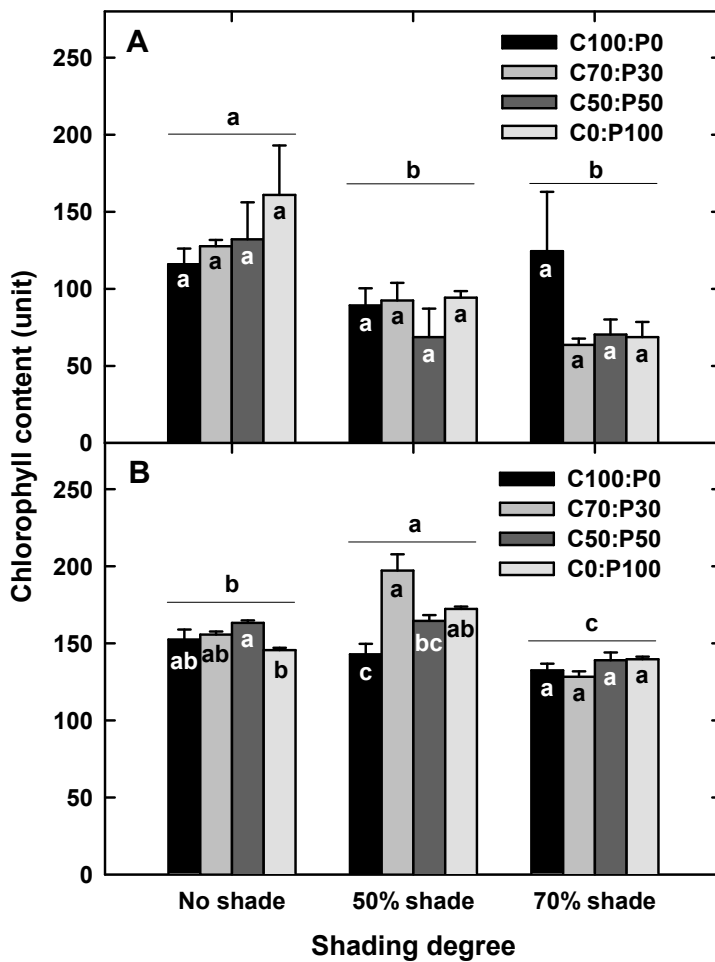 A
C100:P0
C70:P30
C50:P50
C0:P100
250
200
150
100
50
0
a
b
b
a
a
a
a
a
a
a
a
a
a
a
a
Chlorophyll content (unit)
B
C100:P0
C70:P30
C50:P50
C0:P100
250
200
150
100
50
0
b
a
c
ab
ab
a
b
c
a
bc
ab
a
a
a
a
No shade
50% shade
70% shade
Shading degree